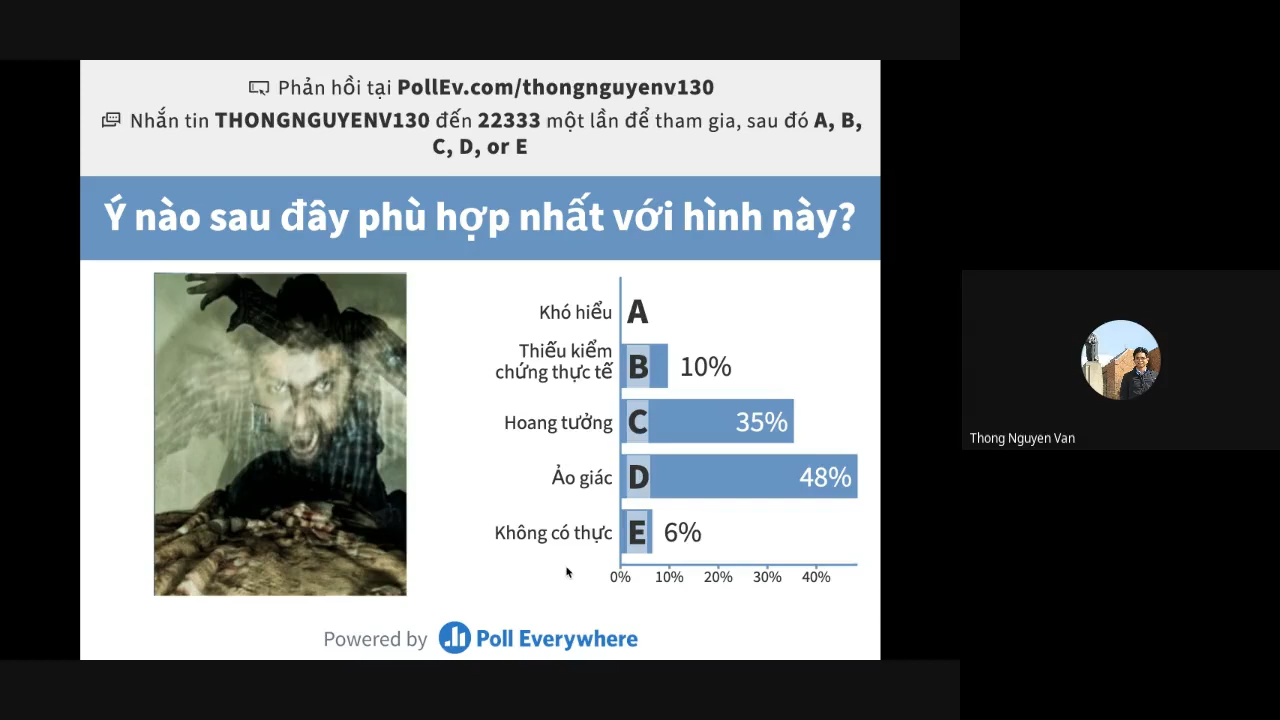 Phản hồi tại PollEv.com/thongnguyenv130
Nhắn tin THONGNGUYENV130 đến 22333 một lần để tham gia, sau đó A, B,
C, D, or E
Ý nào sau đây phù hợp nhất với hình này?
Khó hiểu A
Thiếu kiểm
chứng thực tế B 10%
Hoang tưởng C 35%
Ảo giác D 48%
Không có thực E 6%
0% 10% 20% 30% 40%
Powered by Poll Everywhere
Thong Nguyen Van